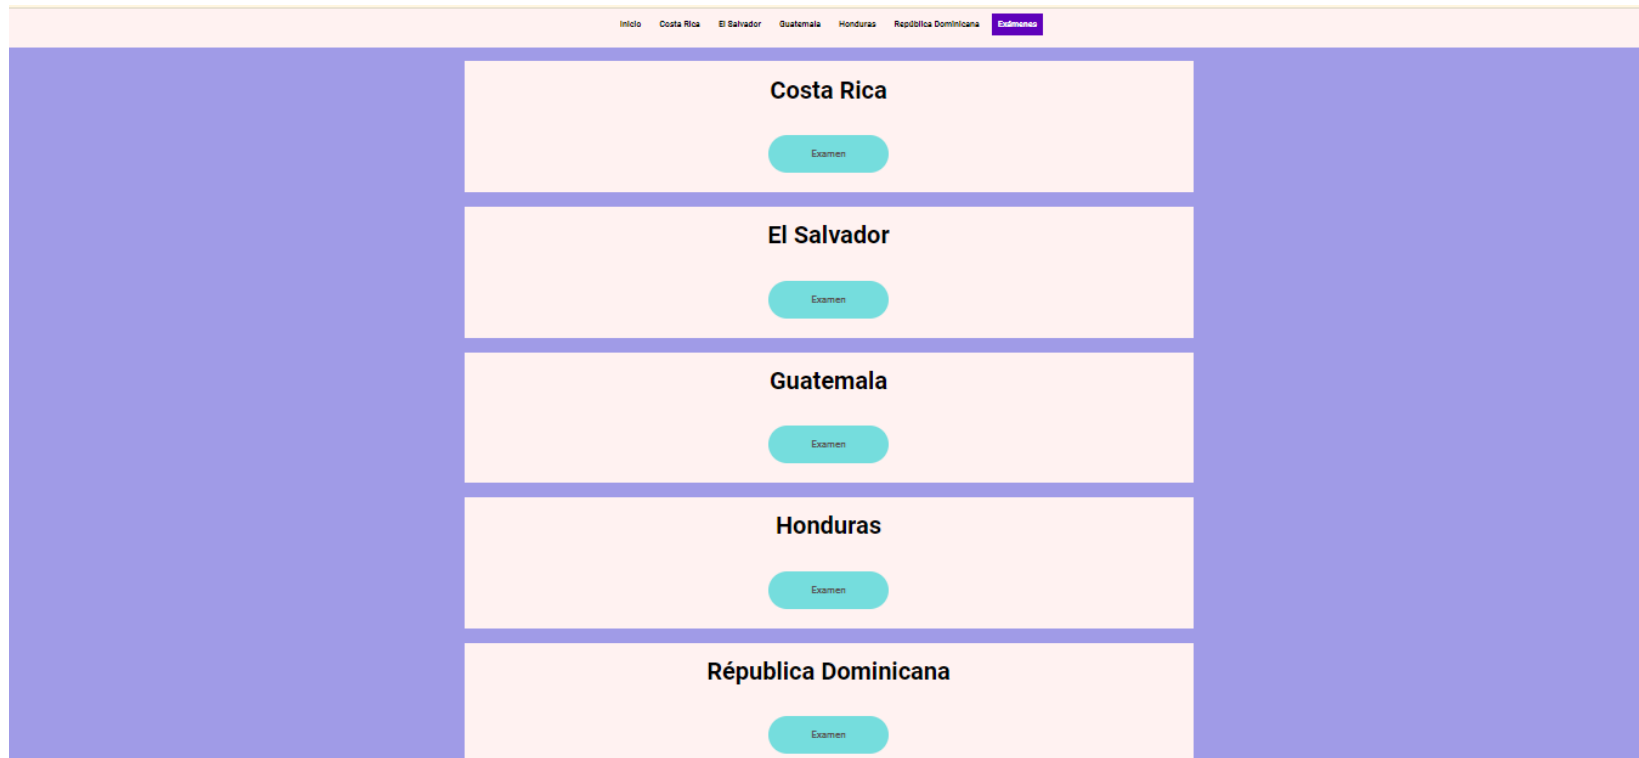 Inicio Costa Rica El Salvador Guatemala Honduras República Dominicana Exámenes
Costa Rica
Examen
El Salvador
Examen
Guatemala
Examen
Honduras
Examen
Républica Dominicana
Examen